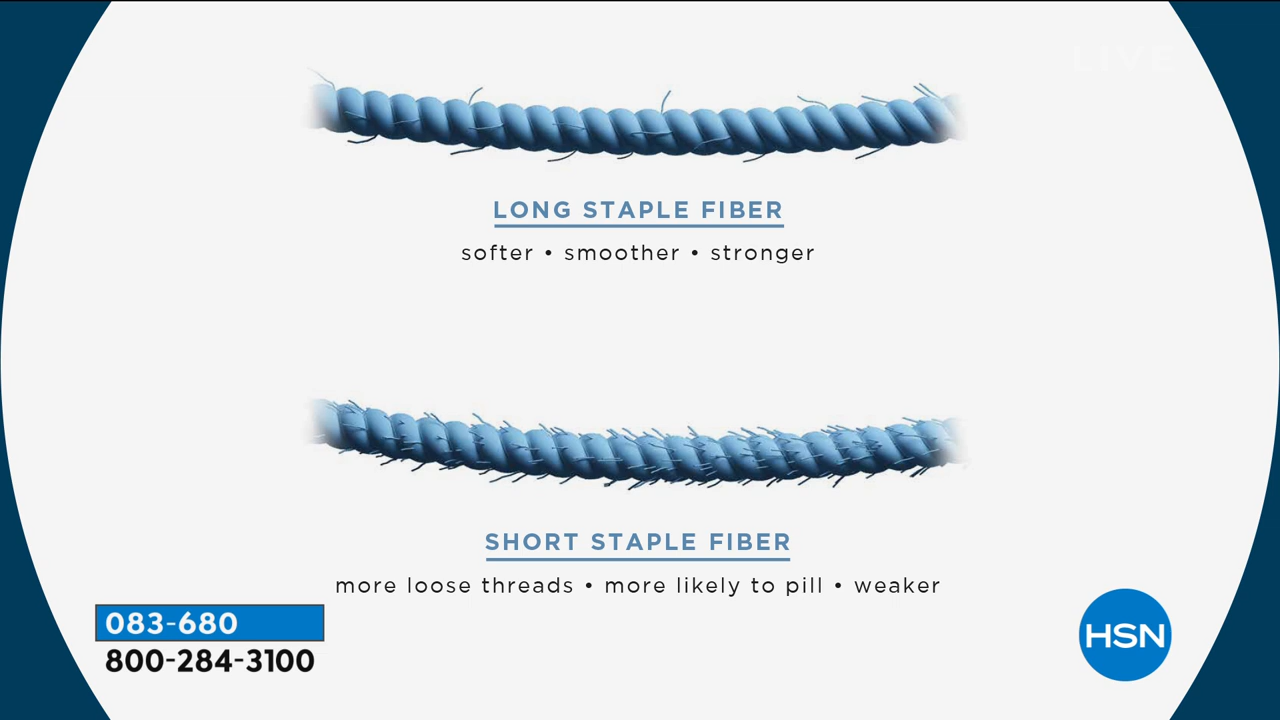 LIVE
LONG STAPLE FIBER
softer • smoother • stronger
SHORT STAPLE FIBER
more loose threads • more likely to pill • weaker
083-680
800-284-3100
HSN